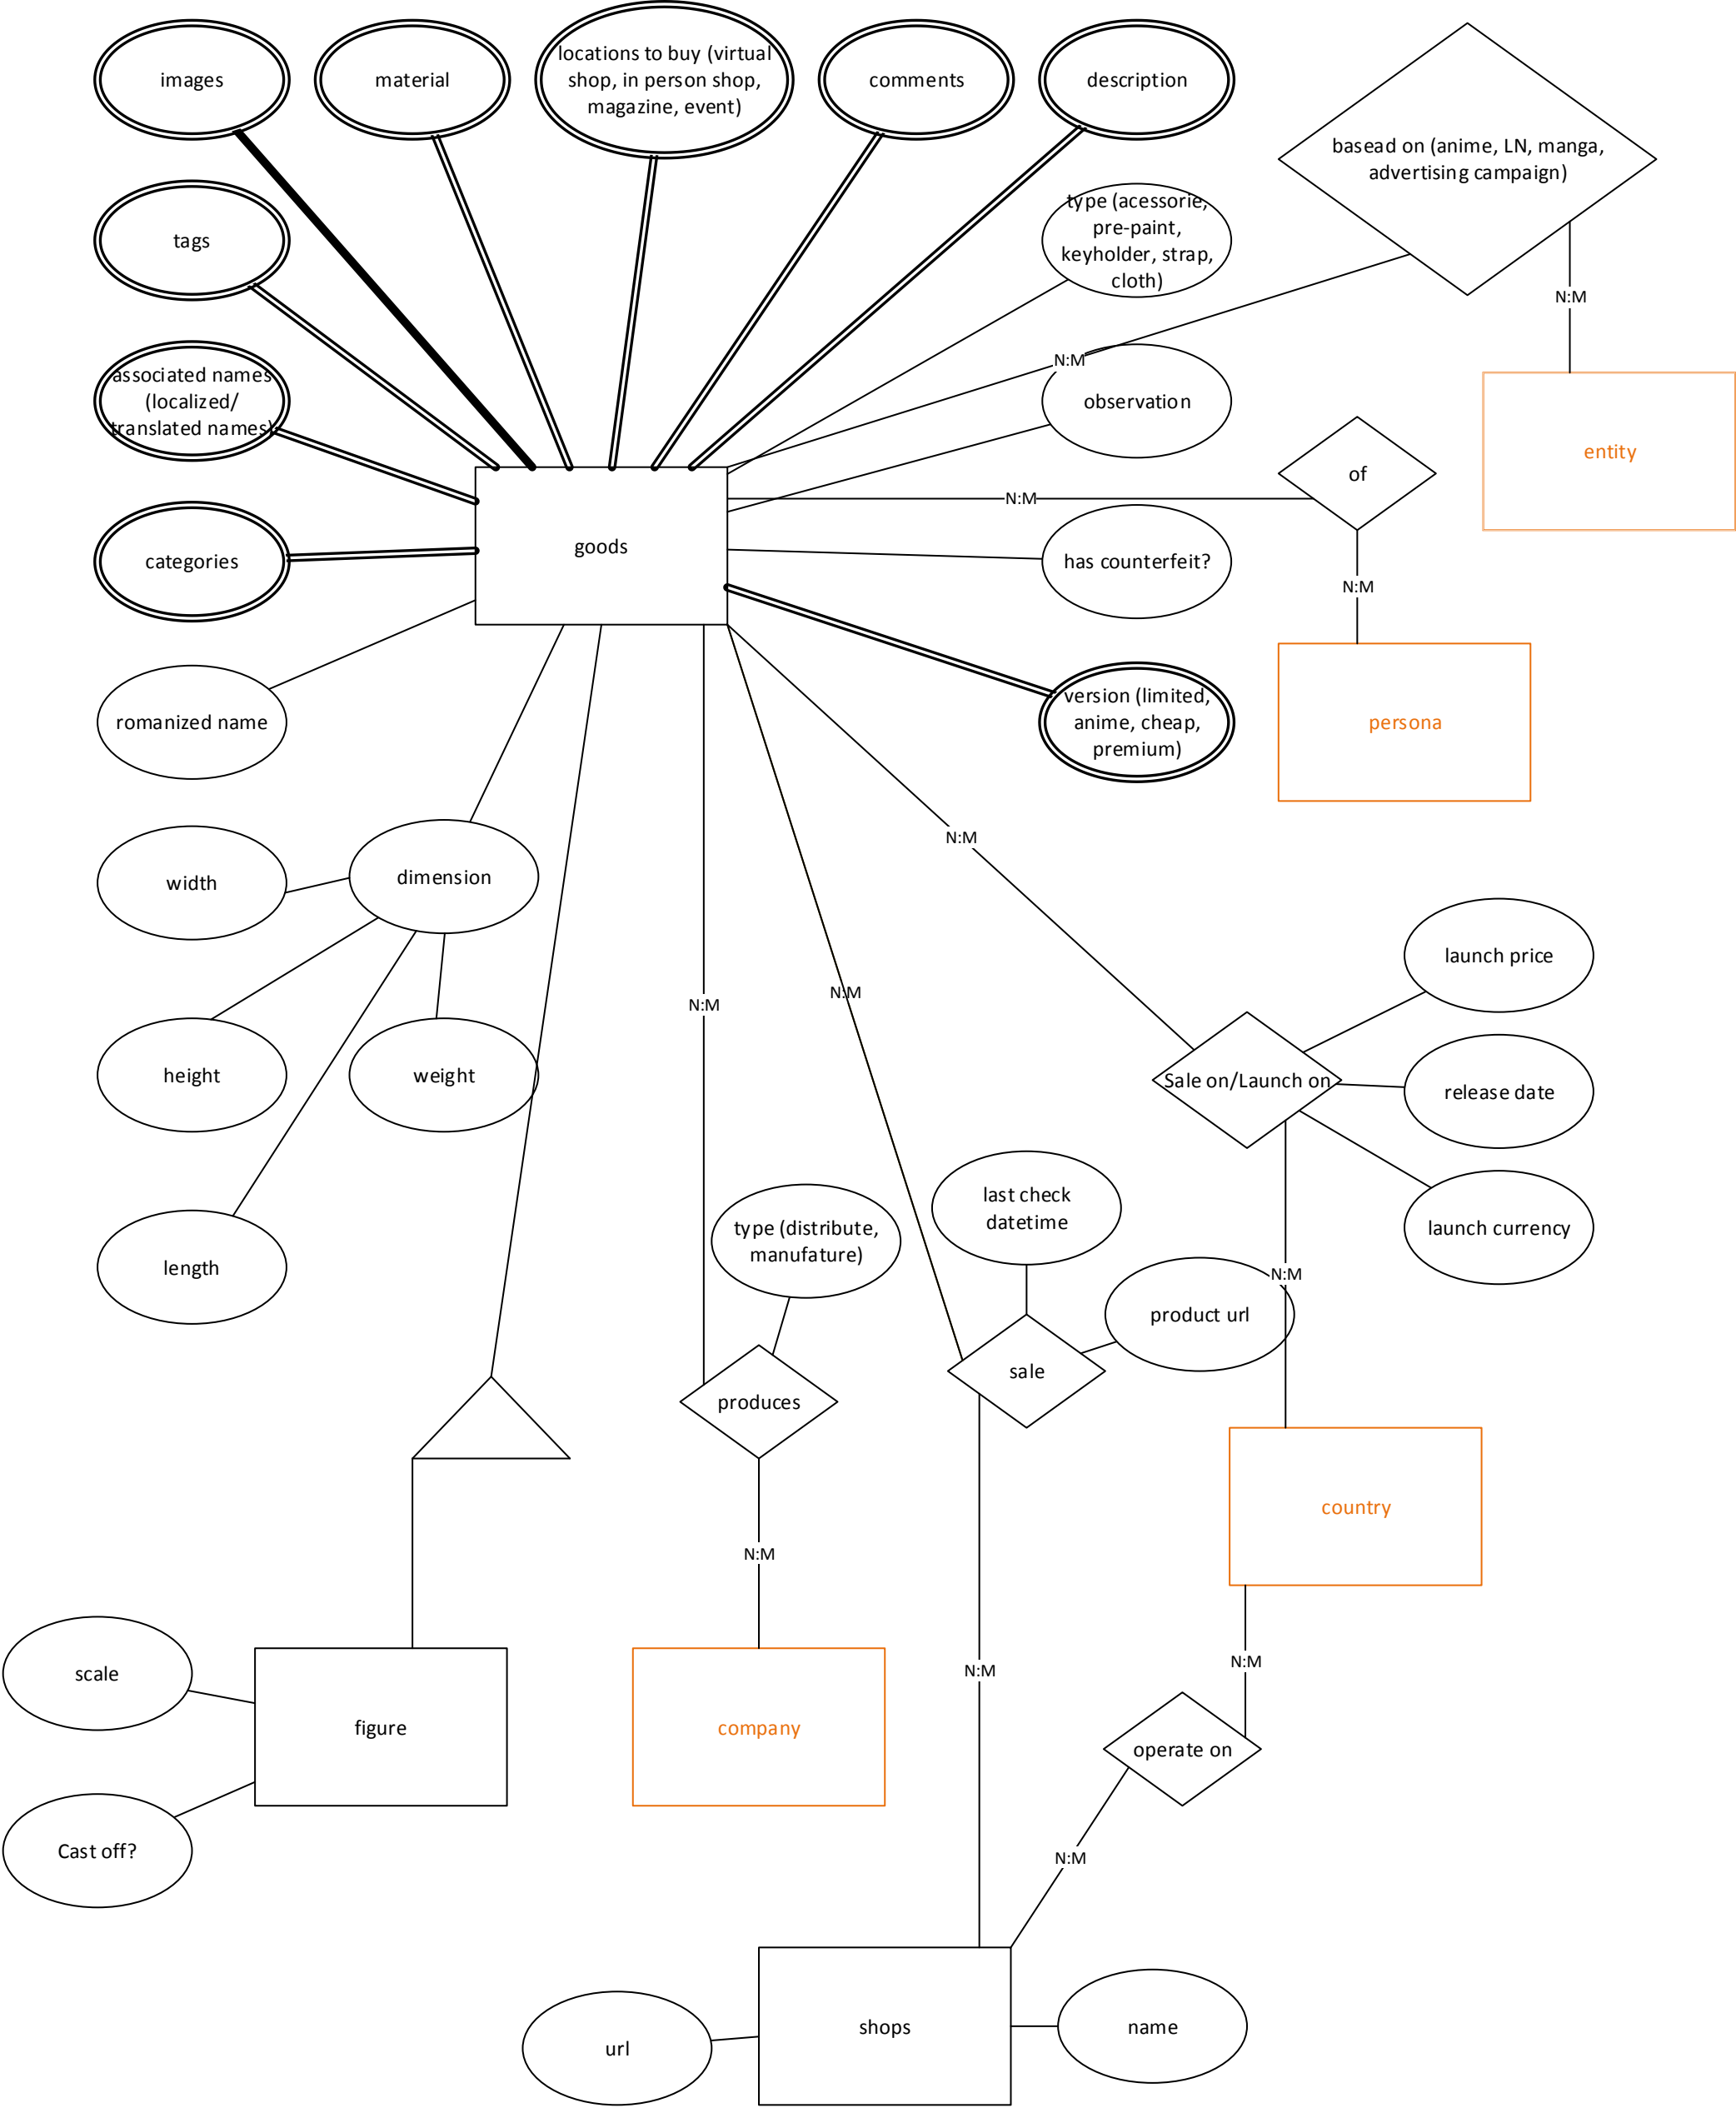 images
material
locations to buy (virtual
shop, in person shop,
magazine, event)
comments
description
basead on (anime, LN, manga,
advertising campaign)
tags
type (acessorie,
pre-paint,
keyholder, strap,
cloth)
N:M
associated names
(localized/
translated names)
N:M
observation
entity
of
N:M
goods
categories
has counterfeit?
N:M
romanized name
version (limited,
anime, cheap,
premium)
persona
N:M
width
dimension
launch price
N:M
N:M
height
weight
Sale on/Launch on
release date
last check
datetime
type (distribute,
manufature)
launch currency
length
N:M
product url
sale
produces
country
N:M
N:M
N:M
scale
figure
company
operate on
Cast off?
N:M
shops
name
url